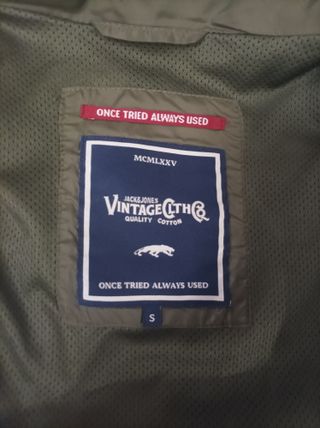 ONCE TRIED ALWAYS USED
MCMLXXV
JACK&JONES
VINTAGE CLTH CO
QUALITY COTTON
ONCE TRIED ALWAYS USED
S